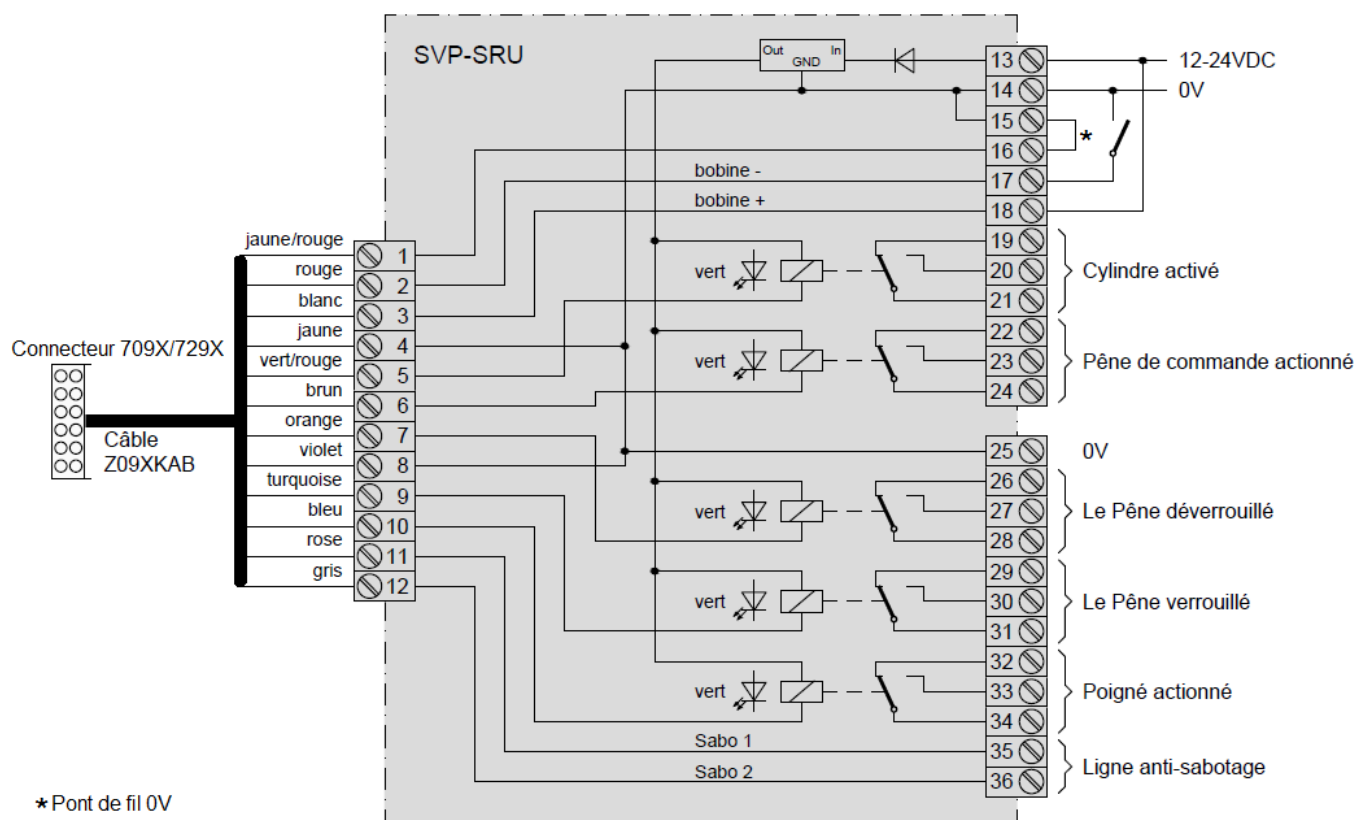 SVP-SRU
Out
In
GND
13
12-24VDC
14
0V
15
16
*
bobine -
17
bobine +
18
jaune/rouge
1
rouge
2
blanc
3
jaune
4
vert/rouge
5
brun
6
orange
7
violet
8
turquoise
9
bleu
10
rose
11
gris
12
Connecteur 709X/729X
Câble
Z09XKAB
vert
19
20
21
Cylindre activé
vert
22
23
24
Pêne de commande actionné
25
0V
vert
26
27
28
Le Pêne déverrouillé
vert
29
30
31
Le Pêne verrouillé
vert
32
33
34
Poigné actionné
Sabo 1
35
Sabo 2
36
Ligne anti-sabotage
* Pont de fil 0V